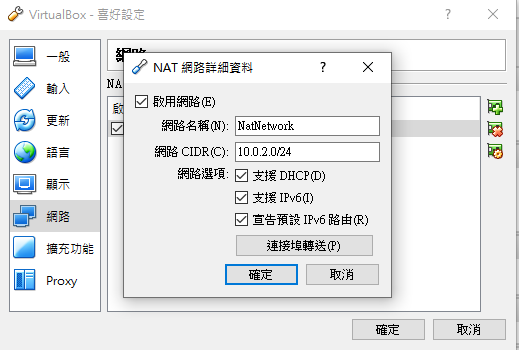 VirtualBox - 喜好設定
一般
輸入
更新
語言
顯示
網路
擴充功能
Proxy
網路
NA
啟
NAT 網路詳細資料
啟用網路(E)
網路名稱(N): NatNetwork
網路 CIDR(C): 10.0.2.0/24
網路選項: 支援 DHCP(D)
支援 IPv6(I)
宣告預設 IPv6 路由(R)
連接埠轉送(P)
確定 取消
確定 取消